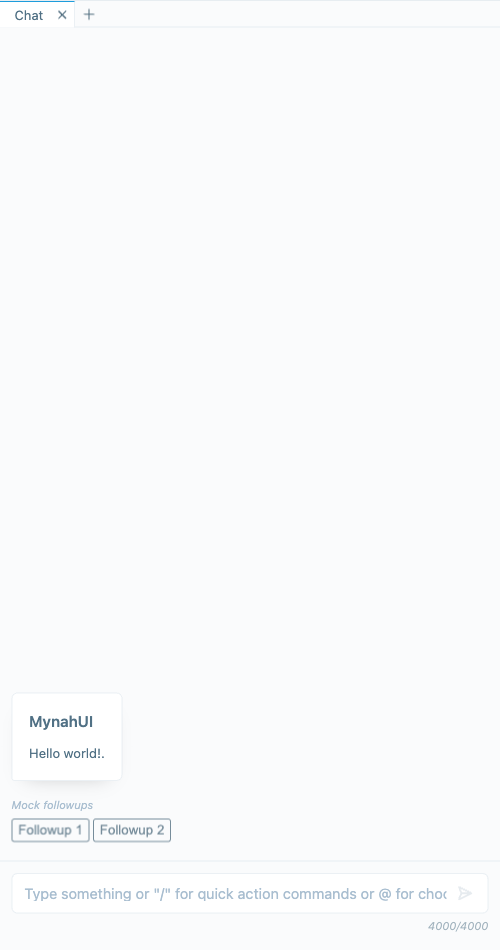 Chat
MynahUI
Hello world!.
Mock followups
Followup 1 Followup 2
Type something or "/" for quick action commands or @ for choo
4000/4000